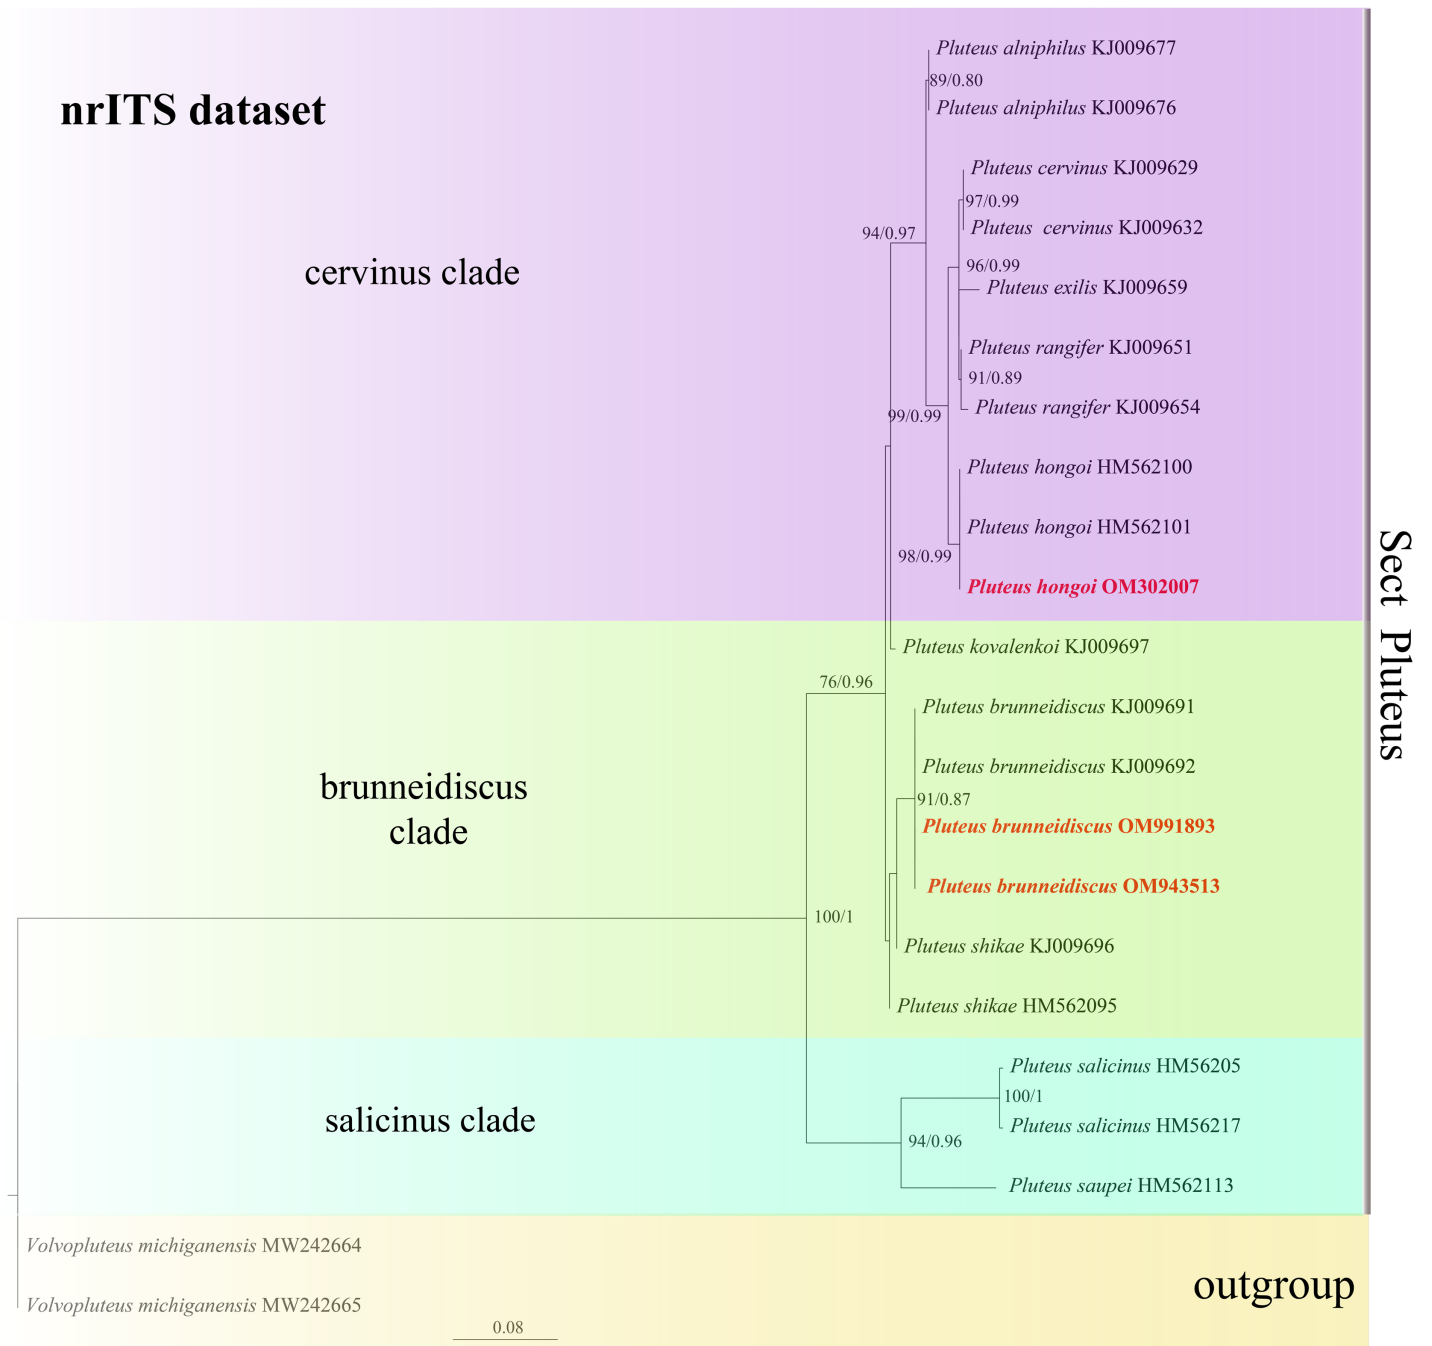 Pluteus alniphilus KJ009677
89/0.80
nrITS dataset
Pluteus alniphilus KJ009676
Pluteus cervinus KJ009629
97/0.99
Pluteus cervinus KJ009632
94/0.97
cervinus clade
96/0.99
Pluteus exilis KJ009659
Pluteus rangifer KJ009651
91/0.89
Pluteus rangifer KJ009654
99/0.99
Pluteus hongoi HM562100
Pluteus hongoi HM562101
98/0.99
Pluteus hongoi OM302007
Sect Pluteus
Pluteus kovalenkoi KJ009697
76/0.96
Pluteus brunneidiscus KJ009691
Pluteus brunneidiscus KJ009692
brunneidiscus
clade
91/0.87
Pluteus brunneidiscus OM991893
Pluteus brunneidiscus OM943513
100/1
Pluteus shikae KJ009696
Pluteus shikae HM562095
Pluteus salicinus HM56205
100/1
salicinus clade
Pluteus salicinus HM56217
94/0.96
Pluteus saupei HM562113
Volvopluteus michiganensis MW242664
outgroup
Volvopluteus michiganensis MW242665
0.08